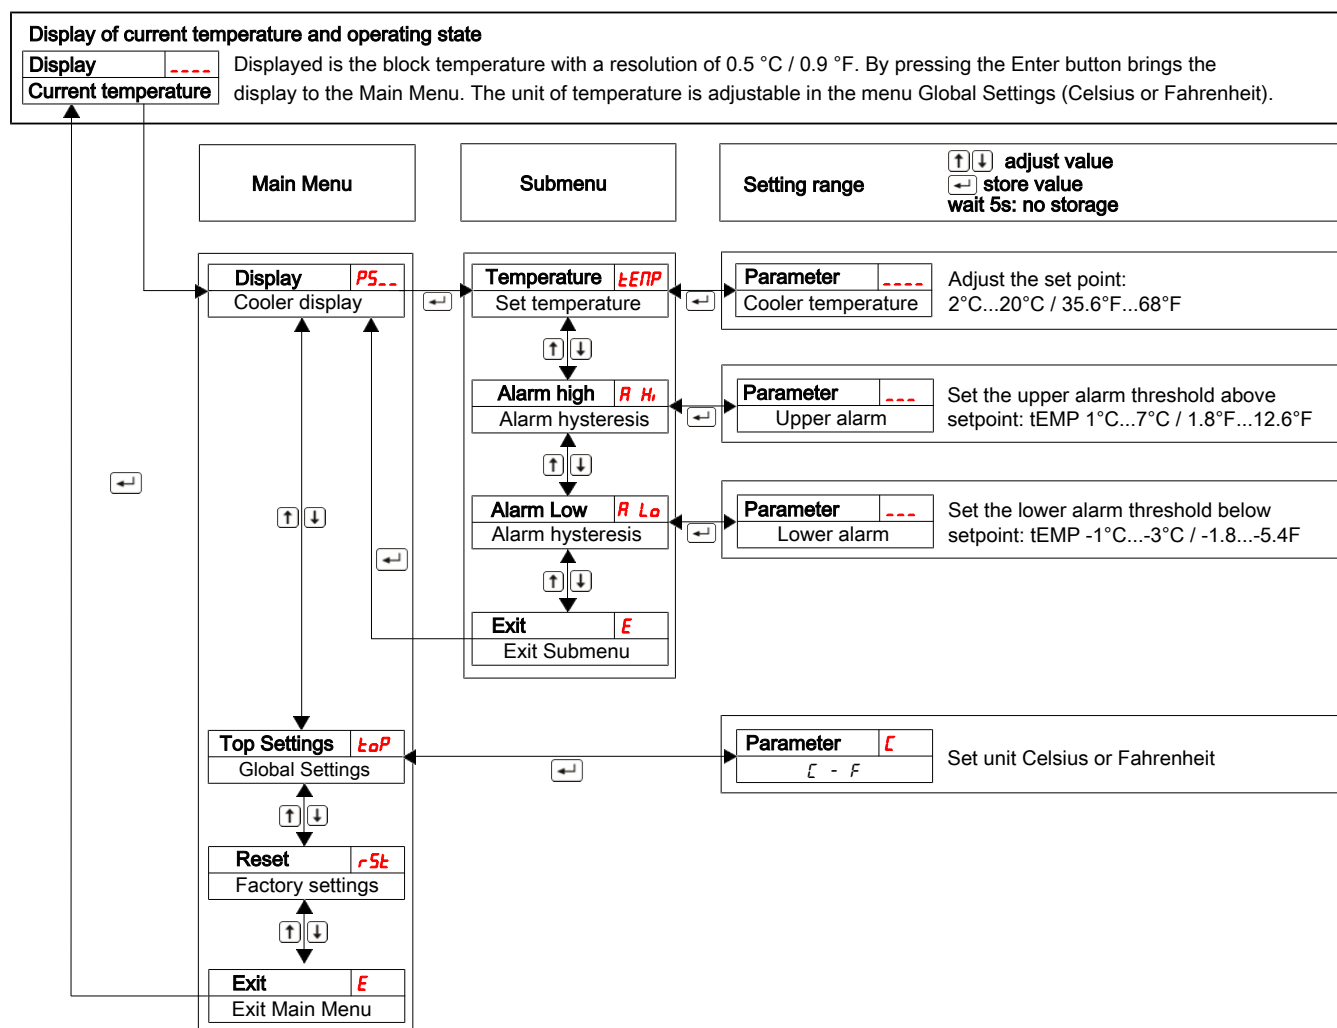 Display of current temperature and operating state
Display ----
Current temperature
Displayed is the block temperature with a resolution of 0.5 °C / 0.9 °F. By pressing the Enter button brings the
display to the Main Menu. The unit of temperature is adjustable in the menu Global Settings (Celsius or Fahrenheit).
Main Menu
Submenu
Setting range
↑ ↓ adjust value
↵ store value
wait 5s: no storage
Display PS--
Cooler display
↵
Temperature tEMP
Set temperature
↵
Parameter ----
Cooler temperature
Adjust the set point:
2°C...20°C / 35.6°F...68°F
↑ ↓
Alarm high A Hi
Alarm hysteresis
↵
Parameter ---
Upper alarm
Set the upper alarm threshold above
setpoint: tEMP 1°C...7°C / 1.8°F...12.6°F
↑ ↓
↵
↑ ↓
Alarm Low A Lo
Alarm hysteresis
↵
Parameter ---
Lower alarm
Set the lower alarm threshold below
setpoint: tEMP -1°C...-3°C / -1.8...-5.4F
↵
↑ ↓
Exit E
Exit Submenu
Top Settings toP
Global Settings
↵
Parameter C
C - F
Set unit Celsius or Fahrenheit
↑ ↓
Reset rSt
Factory settings
↑ ↓
Exit E
Exit Main Menu